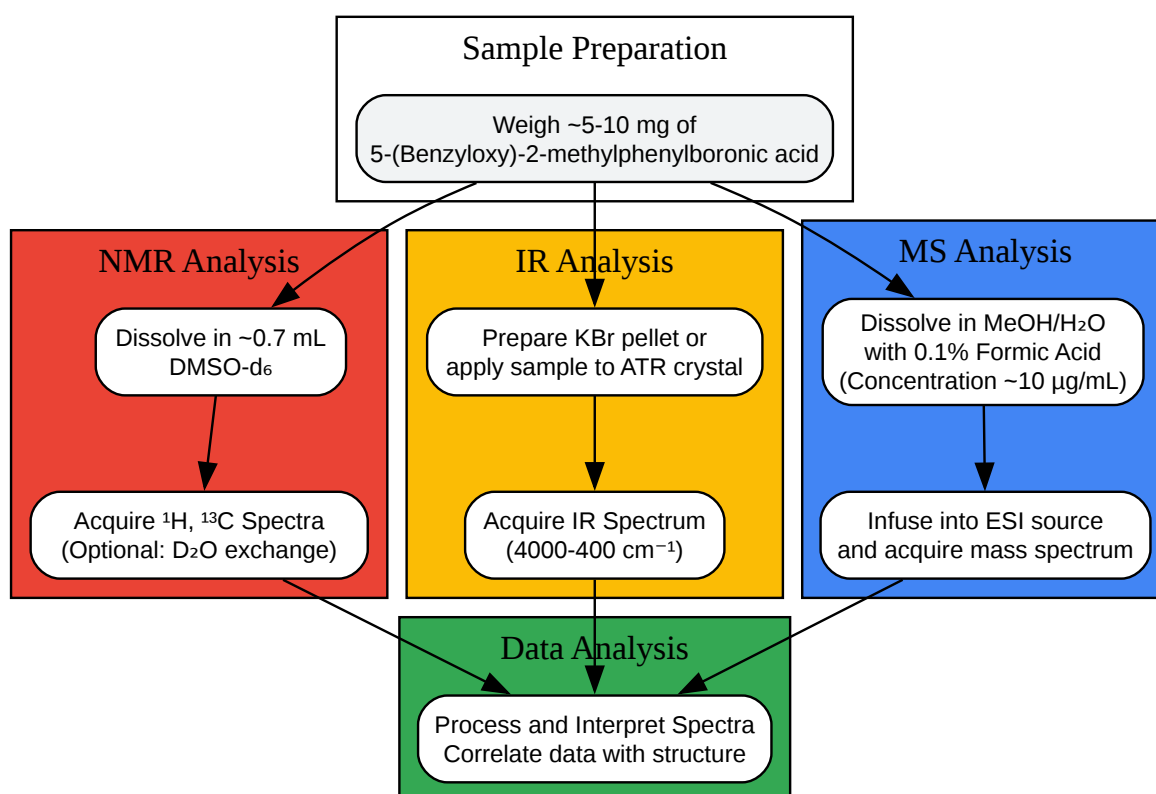 Sample Preparation
Weigh ~5-10 mg of
5-(Benzyloxy)-2-methylphenylboronic acid
NMR Analysis
Dissolve in ~0.7 mL
DMSO-d₆
Acquire ¹H, ¹³C Spectra
(Optional: D₂O exchange)
IR Analysis
Prepare KBr pellet or
apply sample to ATR crystal
Acquire IR Spectrum
(4000-400 cm⁻¹)
MS Analysis
Dissolve in MeOH/H₂O
with 0.1% Formic Acid
(Concentration ~10 µg/mL)
Infuse into ESI source
and acquire mass spectrum
Data Analysis
Process and Interpret Spectra
Correlate data with structure